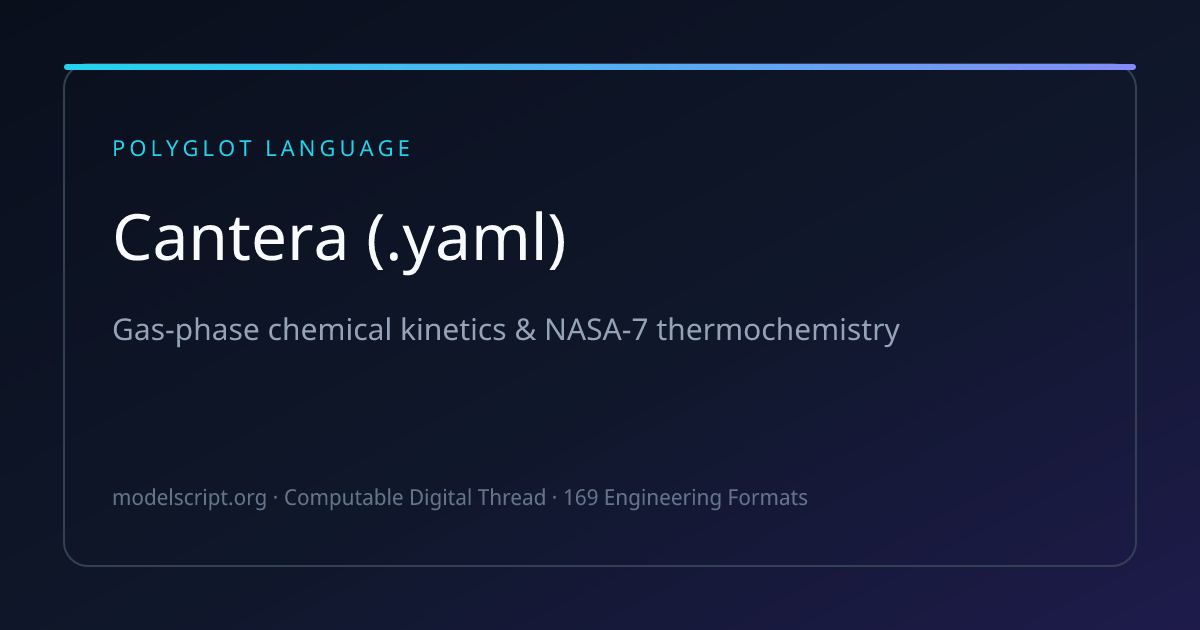 POLYGLOT LANGUAGE
Cantera (.yaml)
Gas-phase chemical kinetics & NASA-7 thermochemistry
modelscript.org · Computable Digital Thread · 169 Engineering Formats